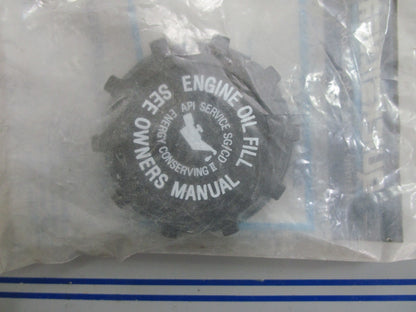 ENGINE OIL FILL
API SERVICE SG/CD
ENERGY CONSERVING II
SEE OWNERS MANUAL